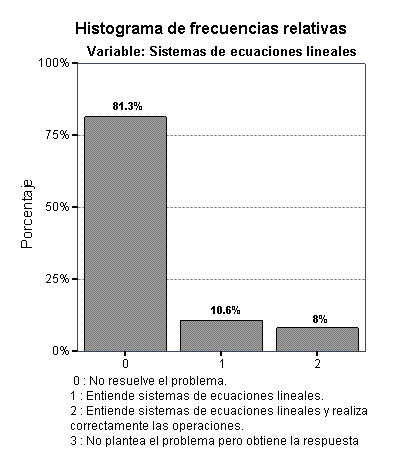 Histograma de frecuencias relativas
Variable: Sistemas de ecuaciones lineales
100%
75%
50%
25%
0%
Porcentaje
81.3%
10.6%
8%
0
1
2
0 : No resuelve el problema.
1 : Entiende sistemas de ecuaciones lineales.
2 : Entiende sistemas de ecuaciones lineales y realiza
correctamente las operaciones.
3 : No plantea el problema pero obtiene la respuesta